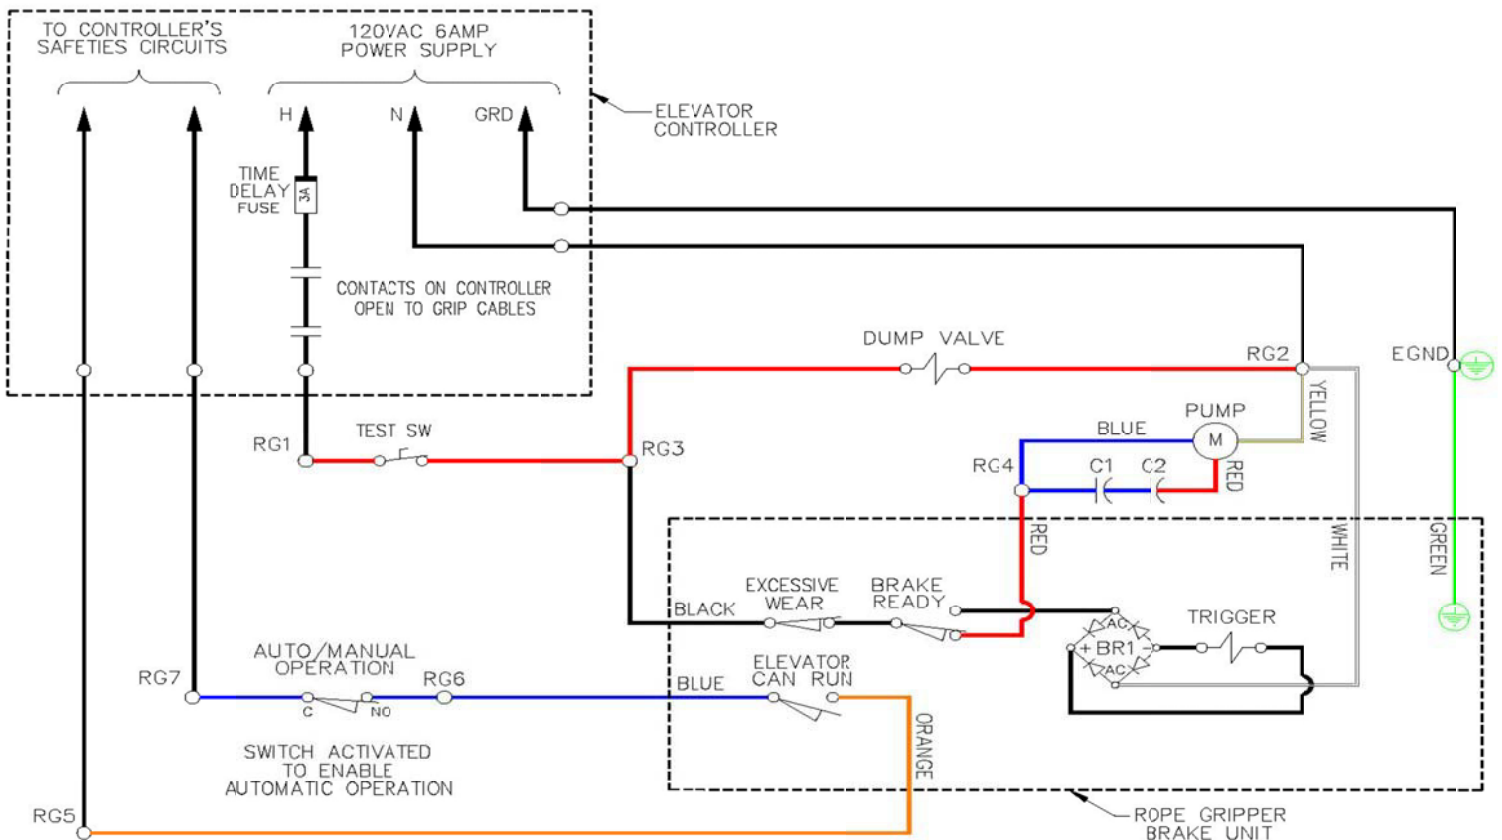 TO CONTROLLER'S
SAFETIES CIRCUITS
120VAC 6AMP
POWER SUPPLY
H
N
GRD
ELEVATOR
CONTROLLER
TIME
DELAY
FUSE
3A
CONTACTS ON CONTROLLER
OPEN TO GRIP CABLES
DUMP VALVE
RG2
EGND
YELLOW
PUMP
M
BLUE
RED
RG1
TEST SW
RG3
RG4
C1
C2
RED
WHITE
GREEN
BLACK
EXCESSIVE
WEAR
BRAKE
READY
AC
+ BR1 -
AC
TRIGGER
AUTO/MANUAL
OPERATION
RG7
C
NO
RG6
BLUE
ELEVATOR
CAN RUN
ORANGE
SWITCH ACTIVATED
TO ENABLE
AUTOMATIC OPERATION
RG5
ROPE GRIPPER
BRAKE UNIT